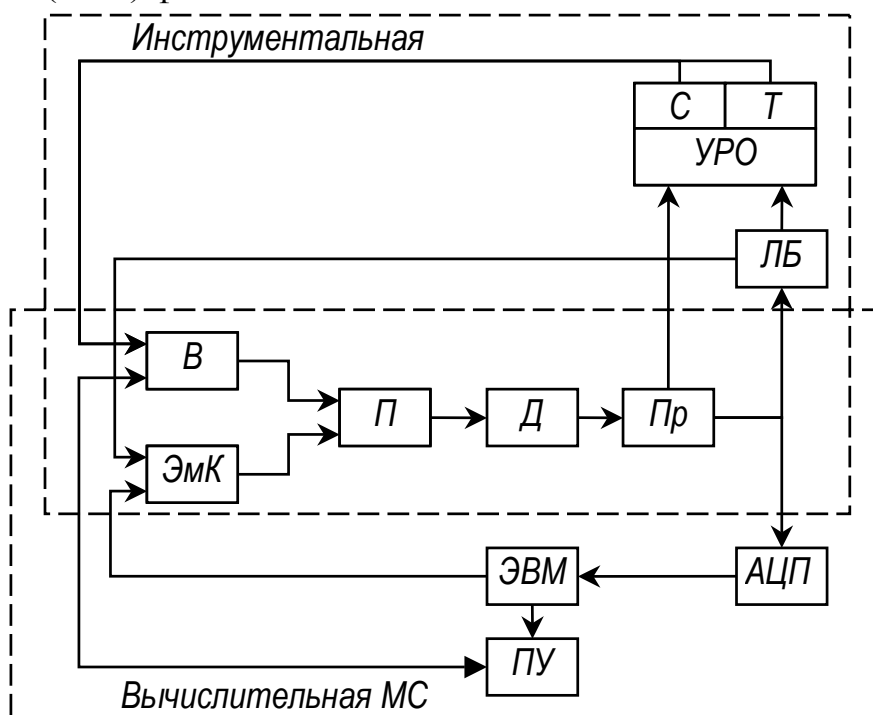 Инструментальная
С Т
УРО
ЛБ
В
П Д Пр
ЭмК
ЭВМ АЦП
ПУ
Вычислительная МС